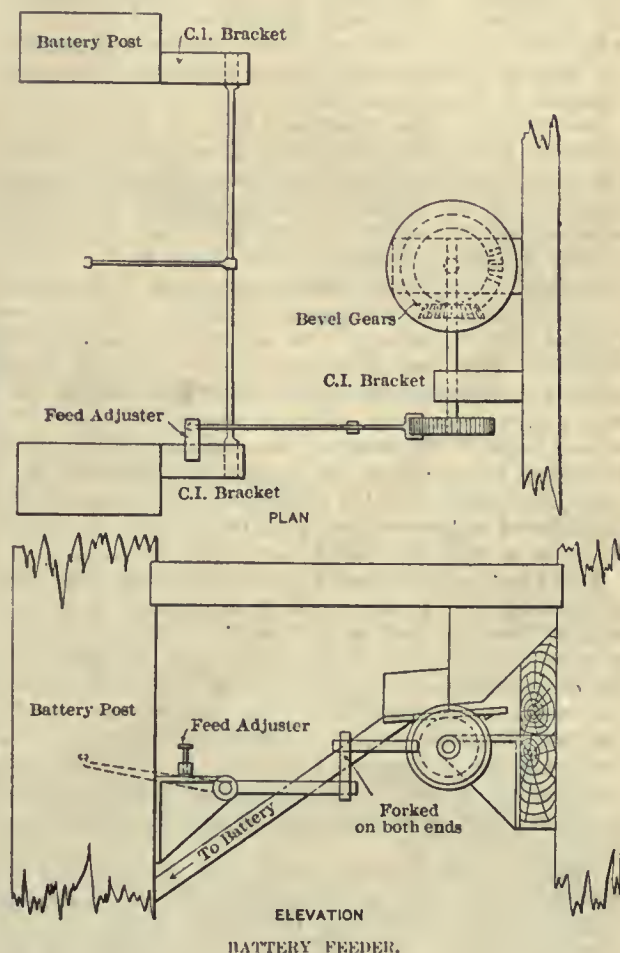 Battery Post
C.I. Bracket
Bevel Gears
C.I. Bracket
Feed Adjuster
C.I. Bracket
PLAN
Battery Post
Feed Adjuster
Forked
on both ends
To Battery
ELEVATION
BATTERY FEEDER.